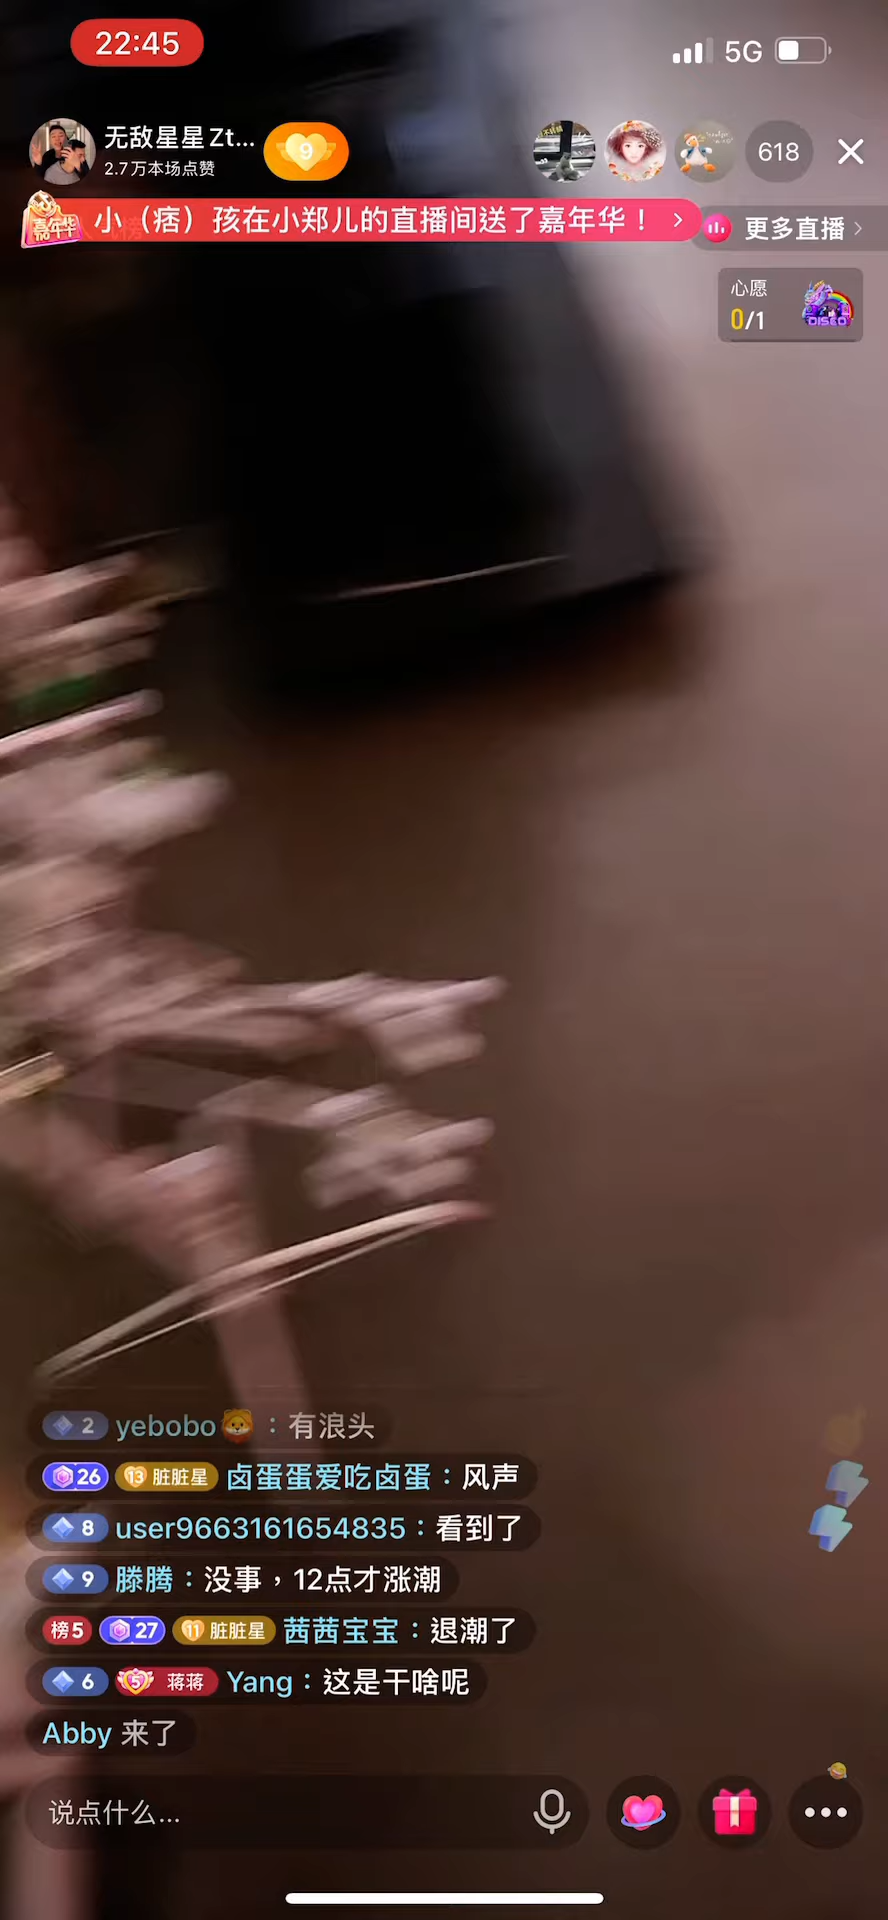 22:45
5G
无敌星星Zt...
2.7万本场点赞
9
618
嘉年华
小（痞）孩在小郑儿的直播间送了嘉年华！
更多直播
心愿
0/1
DISCO
2 yebobo🦁：有浪头
26 13 脏脏星 卤蛋蛋爱吃卤蛋：风声
8 user9663161654835：看到了
9 滕腾：没事，12点才涨潮
榜5 27 11 脏脏星 茜茜宝宝：退潮了
6 5 蒋蒋 Yang：这是干啥呢
Abby 来了
说点什么...